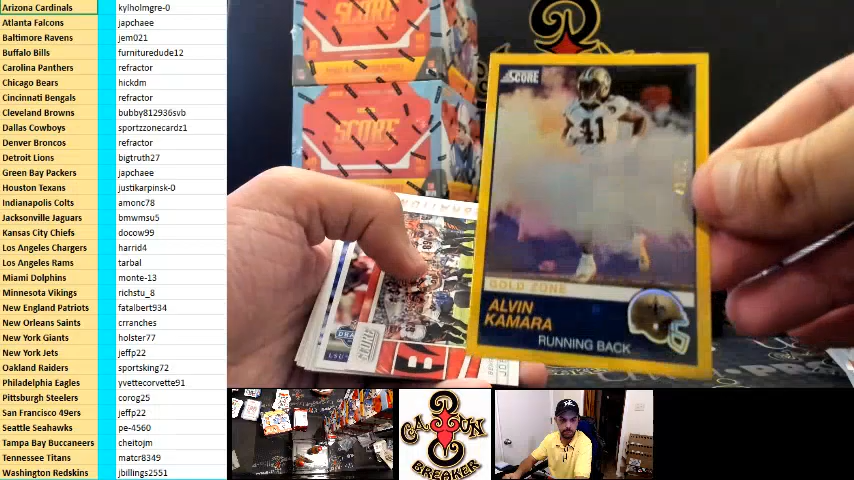 Arizona Cardinals kylholmgre-0
Atlanta Falcons japchaee
Baltimore Ravens jem021
Buffalo Bills furnituredude12
Carolina Panthers refractor
Chicago Bears hickdm
Cincinnati Bengals refractor
Cleveland Browns bubby812936svb
Dallas Cowboys sportzzonecardz1
Denver Broncos refractor
Detroit Lions bigtruth27
Green Bay Packers japchaee
Houston Texans justikarpinsk-0
Indianapolis Colts amonc78
Jacksonville Jaguars bmwmsu5
Kansas City Chiefs docow99
Los Angeles Chargers harrid4
Los Angeles Rams tarbal
Miami Dolphins monte-13
Minnesota Vikings richstu_8
New England Patriots fatalbert934
New Orleans Saints crranches
New York Giants holster77
New York Jets jeffp22
Oakland Raiders sportsking72
Philadelphia Eagles yvettecorvette91
Pittsburgh Steelers corog25
San Francisco 49ers jeffp22
Seattle Seahawks pe-4560
Tampa Bay Buccaneers cheitojm
Tennessee Titans matcr8349
Washington Redskins jbillings2551
SCORE
SCORE
SCORE
41
GOLD ZONE
ALVIN
KAMARA
RUNNING BACK
SCORE
LSU
CAJUN
BREAKER